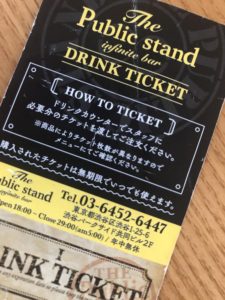 The
Public stand
infinite bar
DRINK TICKET
HOW TO TICKET
ドリンクカウンターでスタッフに
必要分のチケットを渡してご注文ください。
※商品によりチケット枚数が異なりますので
メニューにてご確認ください。
購入されたチケットは無期限でいつでも使えます。
The
Public stand
infinite bar
Tel.03-6452-6447
東京都渋谷区渋谷1-25-6
渋谷パークサイド共同ビル2F
Open 18:00 - Close 29:00(am5:00) / 年中無休
DRINK TICKET
THE